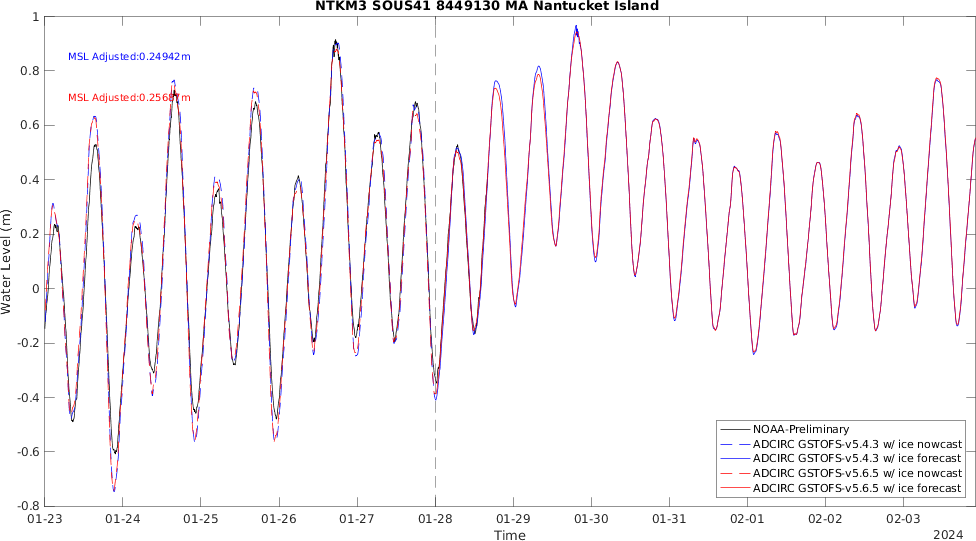 NTKM3 SOUS41 8449130 MA Nantucket Island
MSL Adjusted:0.24942m
MSL Adjusted:0.25687m
Water Level (m)
1
0.8
0.6
0.4
0.2
0
-0.2
-0.4
-0.6
-0.8
NOAA-Preliminary
ADCIRC GSTOFS-v5.4.3 w/ ice nowcast
ADCIRC GSTOFS-v5.4.3 w/ ice forecast
ADCIRC GSTOFS-v5.6.5 w/ ice nowcast
ADCIRC GSTOFS-v5.6.5 w/ ice forecast
01-23 01-24 01-25 01-26 01-27 01-28 01-29 01-30 01-31 02-01 02-02 02-03
Time
2024